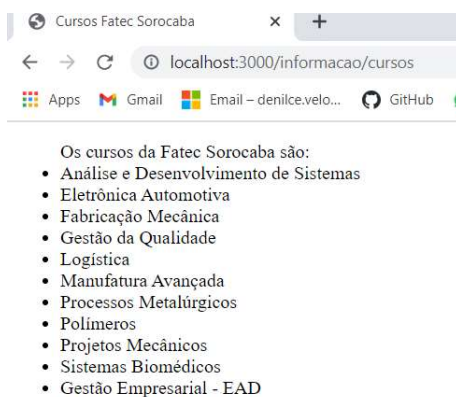 Cursos Fatec Sorocaba
localhost:3000/informacao/cursos
Apps Gmail Email – denilce.velo... GitHub
Os cursos da Fatec Sorocaba são:
Análise e Desenvolvimento de Sistemas
Eletrônica Automotiva
Fabricação Mecânica
Gestão da Qualidade
Logística
Manufatura Avançada
Processos Metalúrgicos
Polímeros
Projetos Mecânicos
Sistemas Biomédicos
Gestão Empresarial - EAD